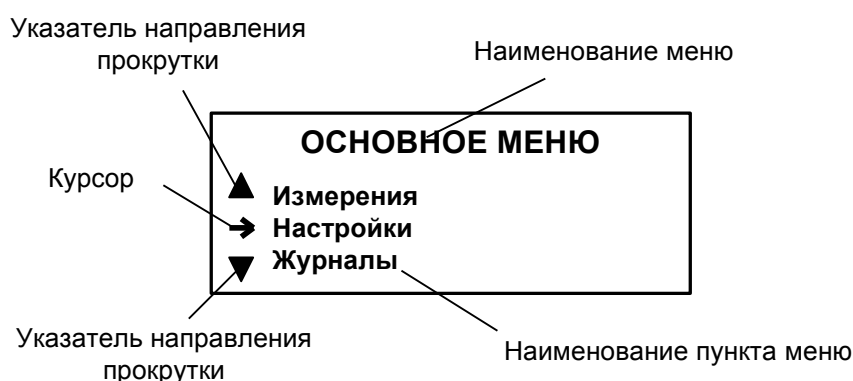 Указатель направления
прокрутки
Наименование меню
ОСНОВНОЕ МЕНЮ
Курсор
Измерения
Настройки
Журналы
Указатель направления
прокрутки
Наименование пункта меню